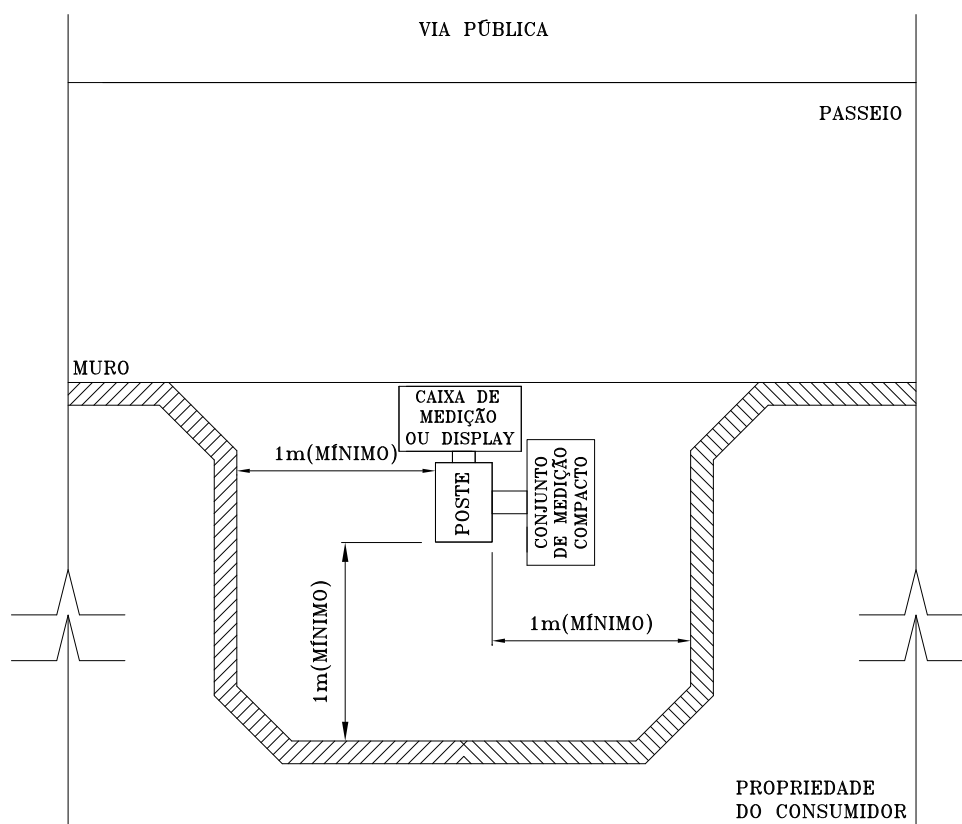 VIA PÚBLICA
PASSEIO
MURO
CAIXA DE
MEDIÇÃO
OU DISPLAY
1m(MÍNIMO)
POSTE
CONJUNTO
DE MEDIÇÃO
COMPACTO
1m(MÍNIMO)
1m(MÍNIMO)
PROPRIEDADE
DO CONSUMIDOR